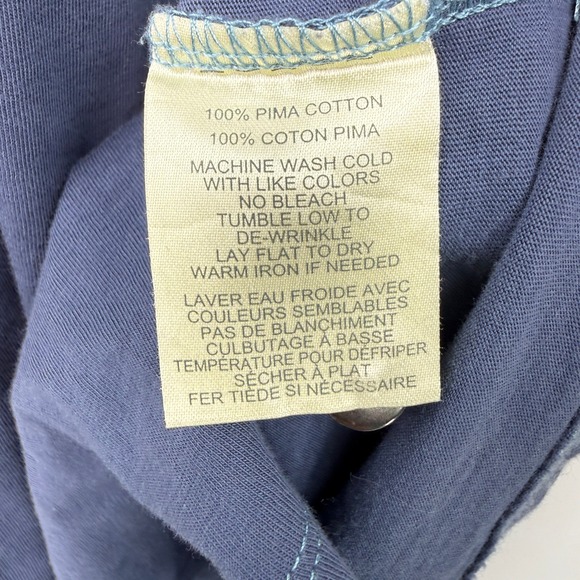 100% PIMA COTTON
100% COTON PIMA
MACHINE WASH COLD
WITH LIKE COLORS
NO BLEACH
TUMBLE LOW TO
DE-WRINKLE
LAY FLAT TO DRY
WARM IRON IF NEEDED
LAVER EAU FROIDE AVEC
COULEURS SEMBLABLES
PAS DE BLANCHIMENT
CULBUTAGE À BASSE
TEMPÉRATURE POUR DÉFRIPER
SÉCHER À PLAT
FER TIÈDE SI NÉCESSAIRE